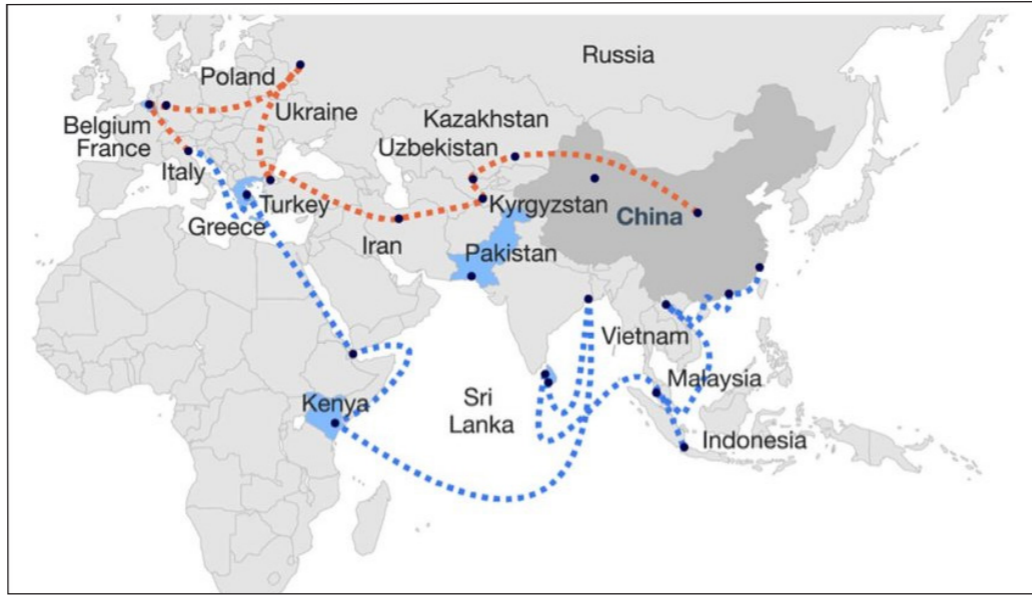 Russia
Poland
Ukraine
Kazakhstan
Belgium
France
Uzbekistan
Italy
Turkey
Kyrgyzstan
China
Greece
Iran
Pakistan
Vietnam
Malaysia
Kenya
Sri
Lanka
Indonesia